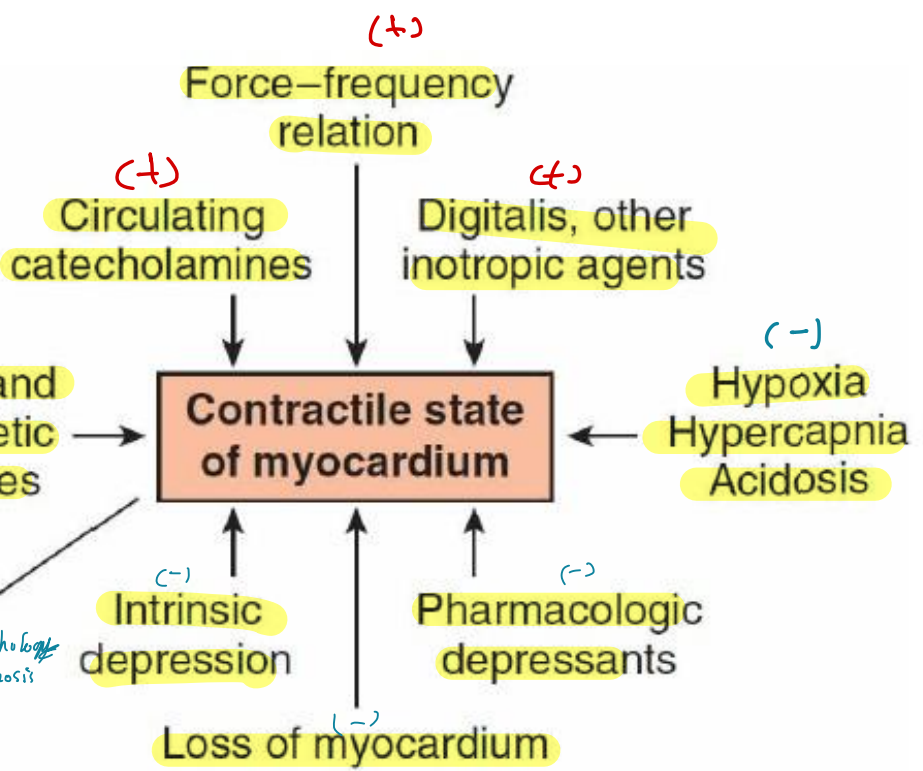 (+)
Force–frequency
relation
(+)
Circulating
catecholamines
(+)
Digitalis, other
inotropic agents
and
etic
es
Contractile state
of myocardium
(-)
Hypoxia
Hypercapnia
Acidosis
(-)
Intrinsic
depression
(-)
Pharmacologic
depressants
(-)
Loss of myocardium